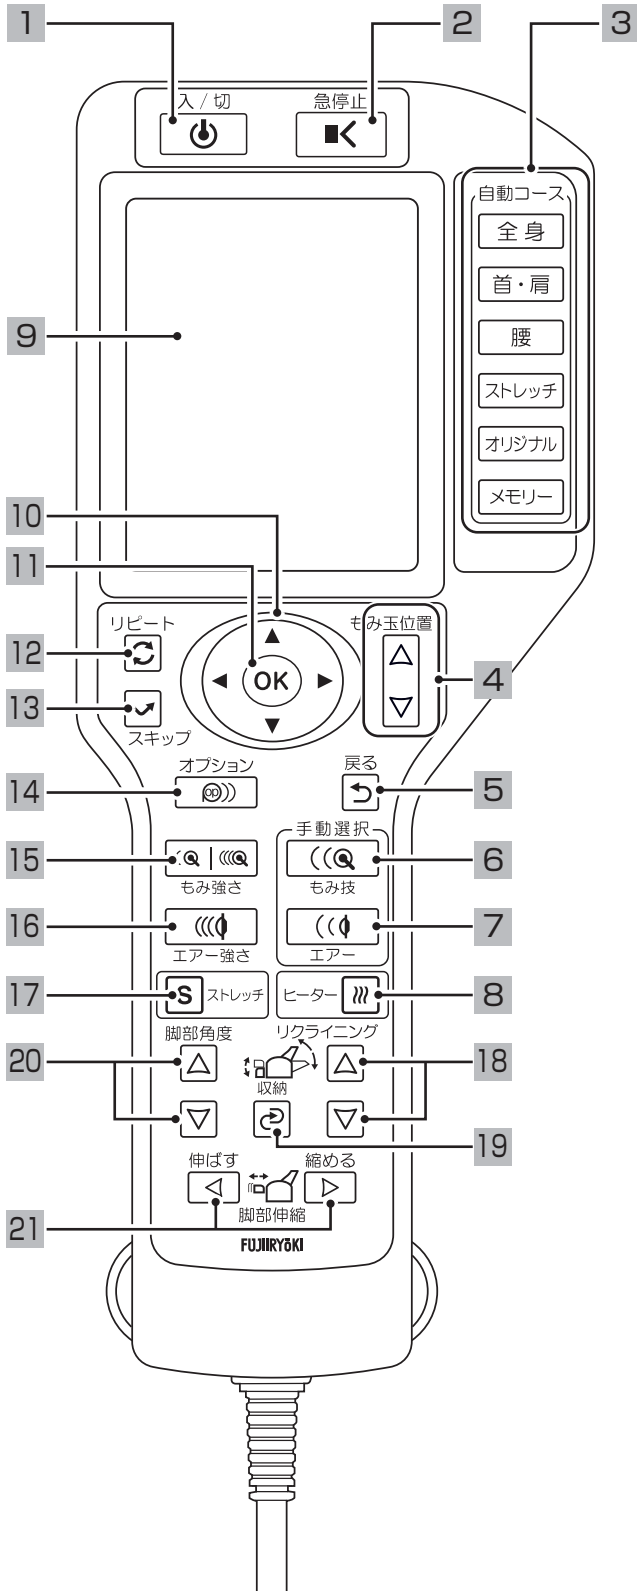 1
2
3
入 / 切
急停止
自動コース
全身
首・肩
腰
ストレッチ
オリジナル
メモリー
9
10
11
リピート
もみ玉位置
12
OK
4
13
スキップ
オプション
戻る
14
5
手動選択
15
6
もみ強さ
もみ技
16
7
エアー強さ
エアー
17
S ストレッチ
ヒーター
8
脚部角度
リクライニング
20
18
収納
19
伸ばす
縮める
21
脚部伸縮
FUJIIRYOKI